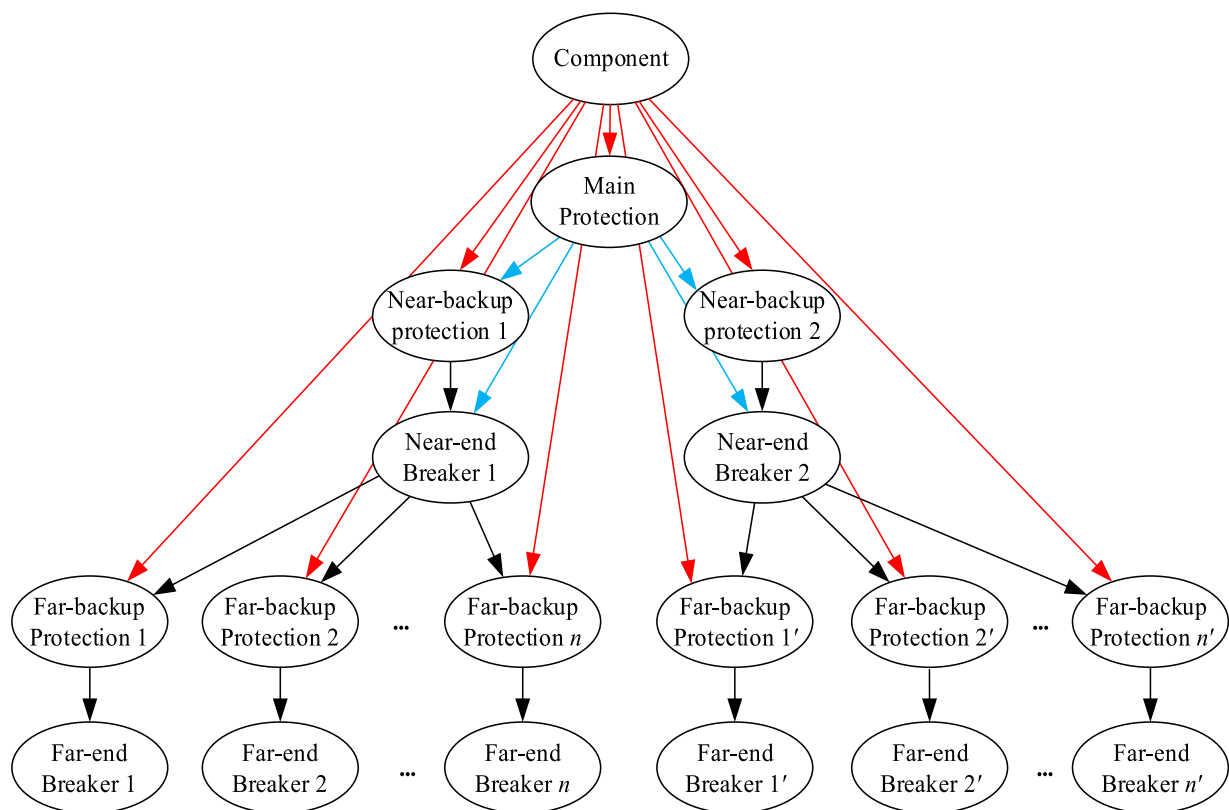 Component
Main
Protection
Near-backup
protection 1
Near-backup
protection 2
Near-end
Breaker 1
Near-end
Breaker 2
Far-backup
Protection 1
Far-backup
Protection 2
...
Far-backup
Protection n
Far-backup
Protection 1′
Far-backup
Protection 2′
...
Far-backup
Protection n′
Far-end
Breaker 1
Far-end
Breaker 2
...
Far-end
Breaker n
Far-end
Breaker 1′
Far-end
Breaker 2′
...
Far-end
Breaker n′